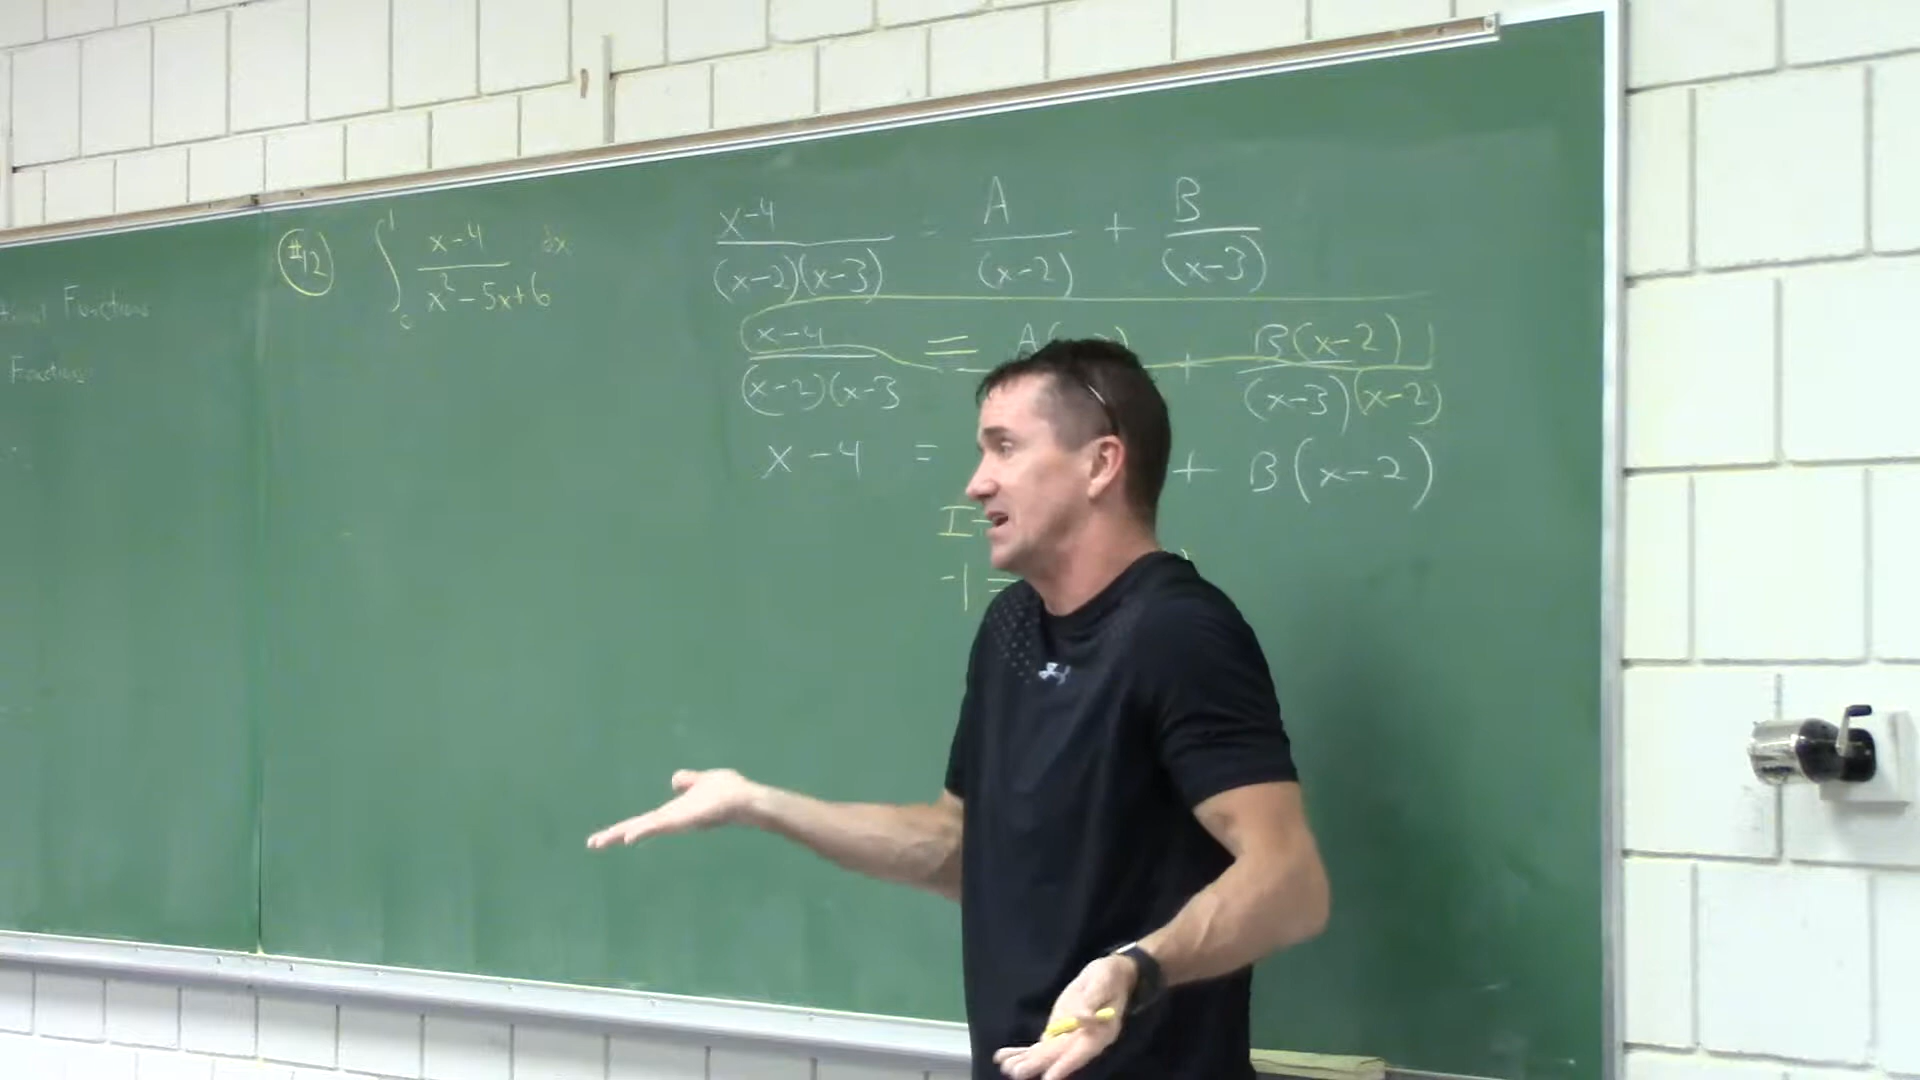 Functions
Functions
#12 ∫₀¹ x-4 / x²-5x+6 dx
x-4 / (x-2)(x-3) = A / (x-2) + B / (x-3)
x-4 / (x-2)(x-3 = A( + B(x-2) / (x-3)(x-2)
x-4 = + B(x-2)
-1 =